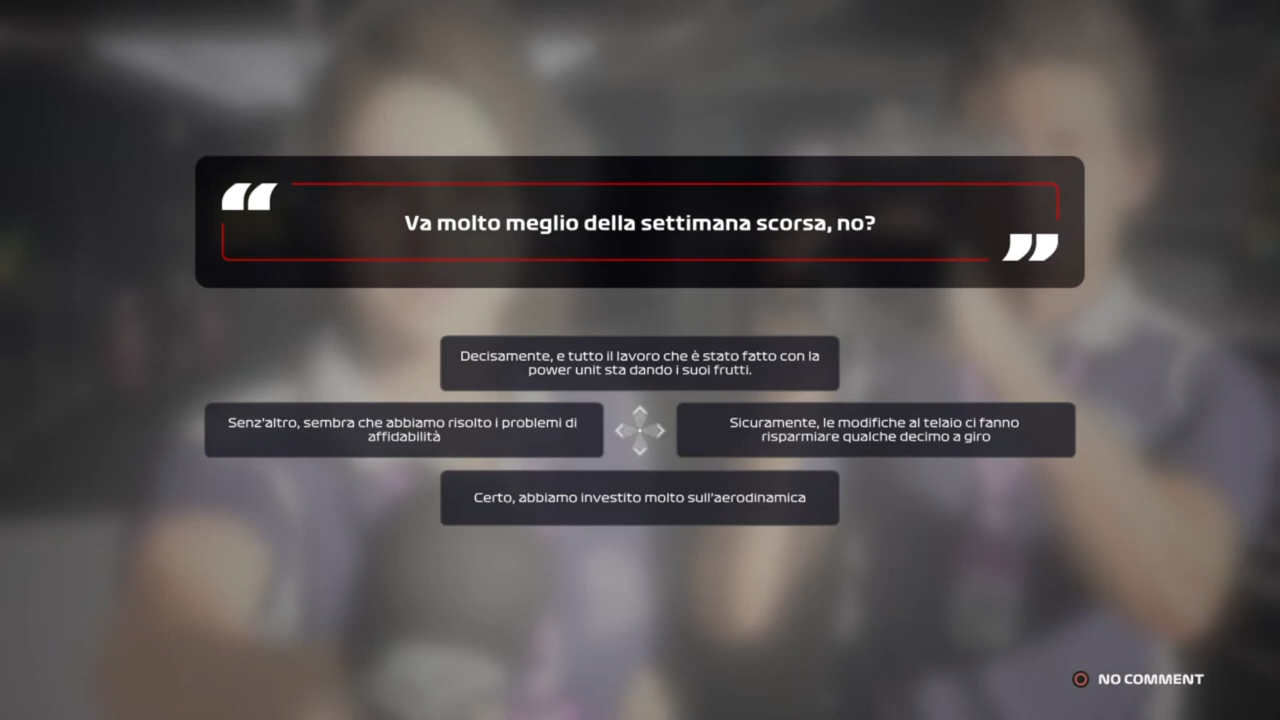 Va molto meglio della settimana scorsa, no?
Decisamente, e tutto il lavoro che è stato fatto con la
power unit sta dando i suoi frutti.
Senz'altro, sembra che abbiamo risolto i problemi di
affidabilità
Sicuramente, le modifiche al telaio ci fanno
risparmiare qualche decimo a giro
Certo, abbiamo investito molto sull'aerodinamica
NO COMMENT